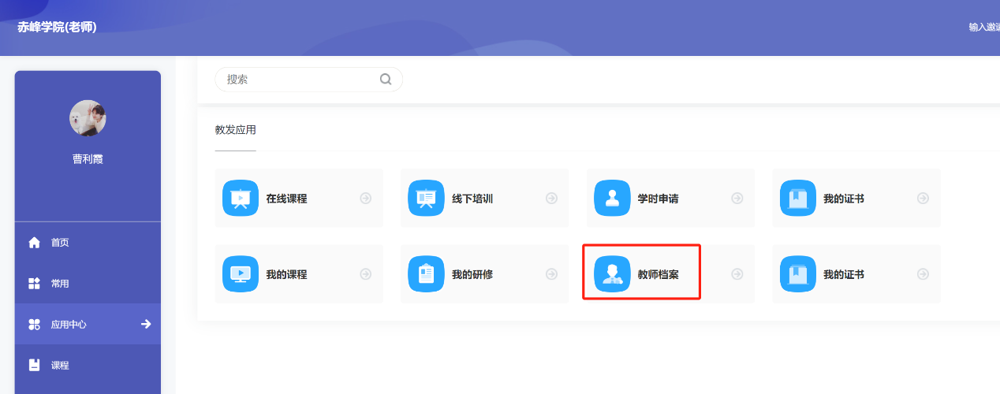 赤峰学院(老师)
输入邀
搜索
曹利霞
教发应用
在线课程
线下培训
学时申请
我的证书
我的课程
我的研修
教师档案
我的证书
首页
常用
应用中心
课程